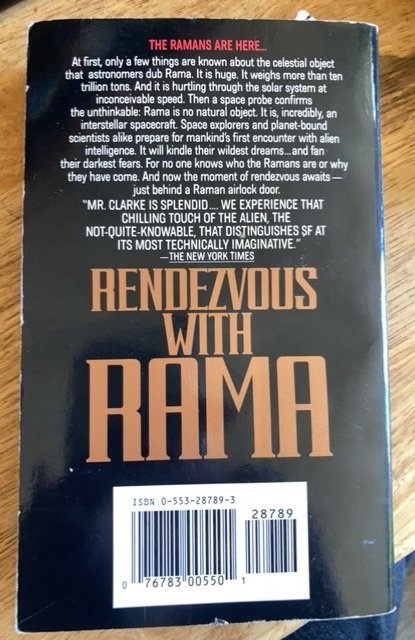 THE RAMANS ARE HERE...
At first, only a few things are known about the celestial object
that astronomers dub Rama. It is huge. It weighs more than ten
trillion tons. And it is hurtling through the solar system at
inconceivable speed. Then a space probe confirms
the unthinkable: Rama is no natural object. It is, incredibly, an
interstellar spacecraft. Space explorers and planet-bound
scientists alike prepare for mankind's first encounter with alien
intelligence. It will kindle their wildest dreams...and fan
their darkest fears. For no one knows who the Ramans are or why
they have come. And now the moment of rendezvous awaits—
just behind a Raman airlock door.
"MR. CLARKE IS SPLENDID.... WE EXPERIENCE THAT
CHILLING TOUCH OF THE ALIEN, THE
NOT-QUITE-KNOWABLE, THAT DISTINGUISHES SF AT
ITS MOST TECHNICALLY IMAGINATIVE."
—THE NEW YORK TIMES
RENDEZVOUS
WITH
RAMA
ISBN 0-553-28789-3
28789
0 76783 00550 1